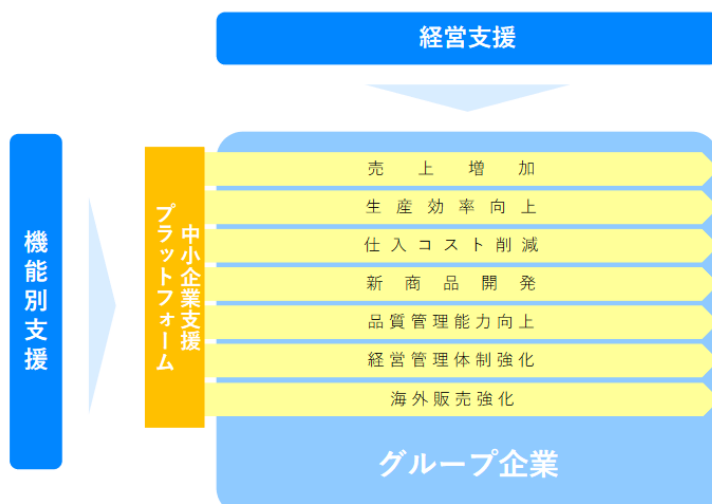 経営支援
機能別支援
中小企業支援
プラットフォーム
売上増加
生産効率向上
仕入コスト削減
新商品開発
品質管理能力向上
経営管理体制強化
海外販売強化
グループ企業